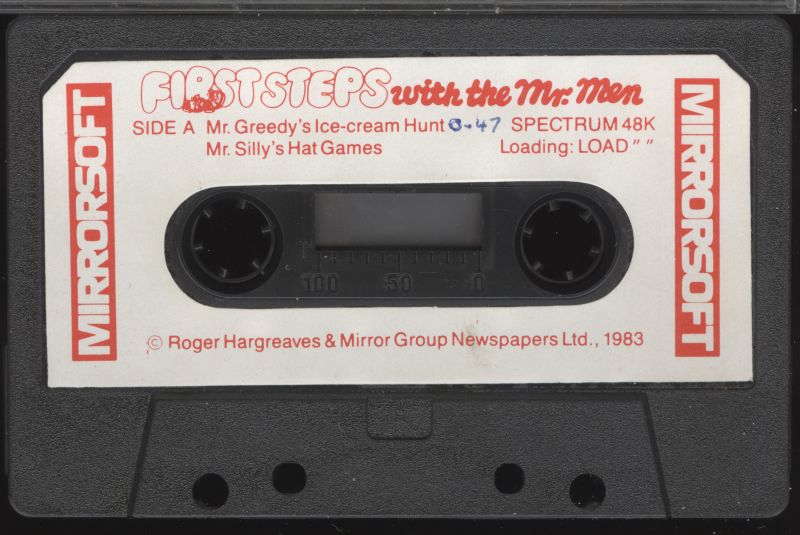 FIRST STEPS with the Mr. Men
SIDE A Mr. Greedy's Ice-cream Hunt 0-47 SPECTRUM 48K
Mr. Silly's Hat Games Loading: LOAD " "
MIRRORSOFT
MIRRORSOFT
100 50 0
© Roger Hargreaves & Mirror Group Newspapers Ltd., 1983